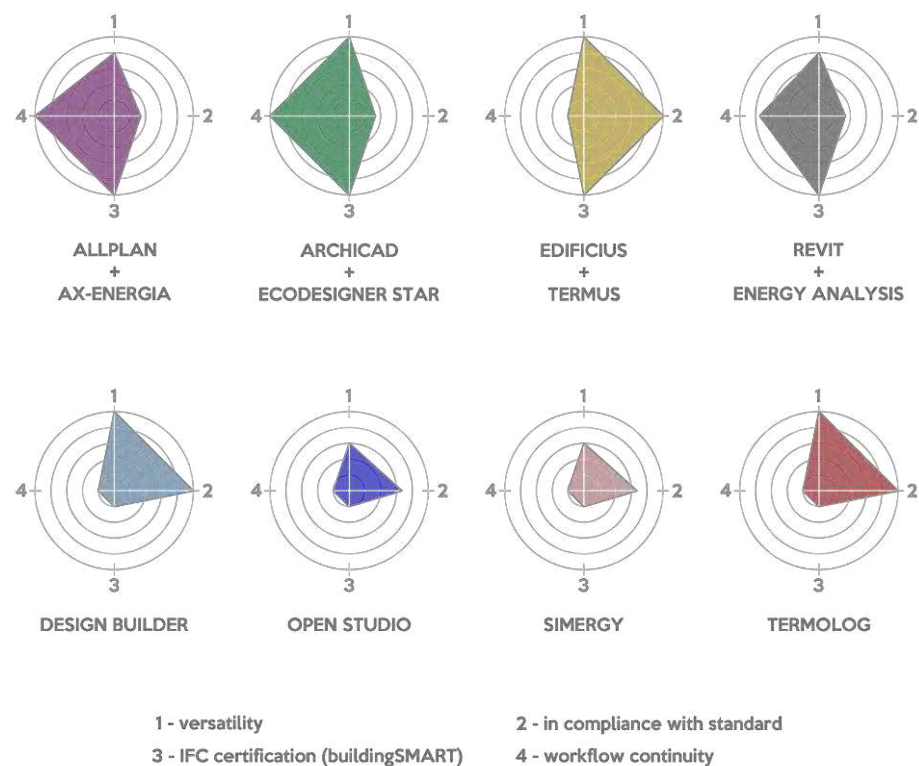 1 1 1 1
4 2 4 2 4 2 4 2
3 3 3 3
ALLPLAN ARCHICAD EDIFICIUS REVIT
+ + + +
AX-ENERGIA ECODESIGNER STAR TERMUS ENERGY ANALYSIS
1 1 1 1
4 2 4 2 4 2 4 2
3 3 3 3
DESIGN BUILDER OPEN STUDIO SIMERGY TERMOLOG
1 - versatility 2 - in compliance with standard
3 - IFC certification (buildingSMART) 4 - workflow continuity